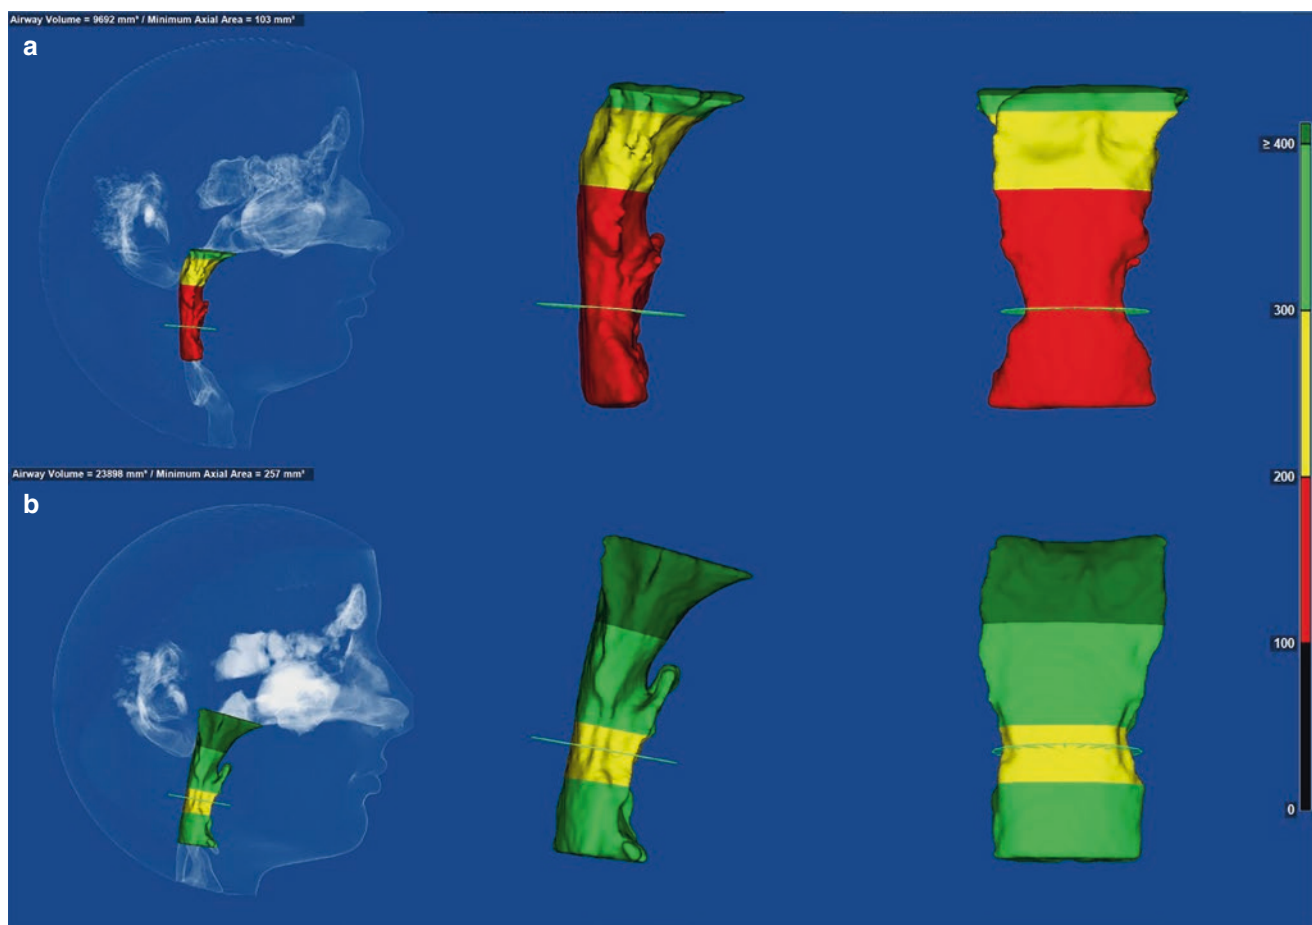 Airway Volume = 9692 mm³ / Minimum Axial Area = 103 mm²
a
≥ 400
300
Airway Volume = 23898 mm³ / Minimum Axial Area = 257 mm²
200
b
100
0